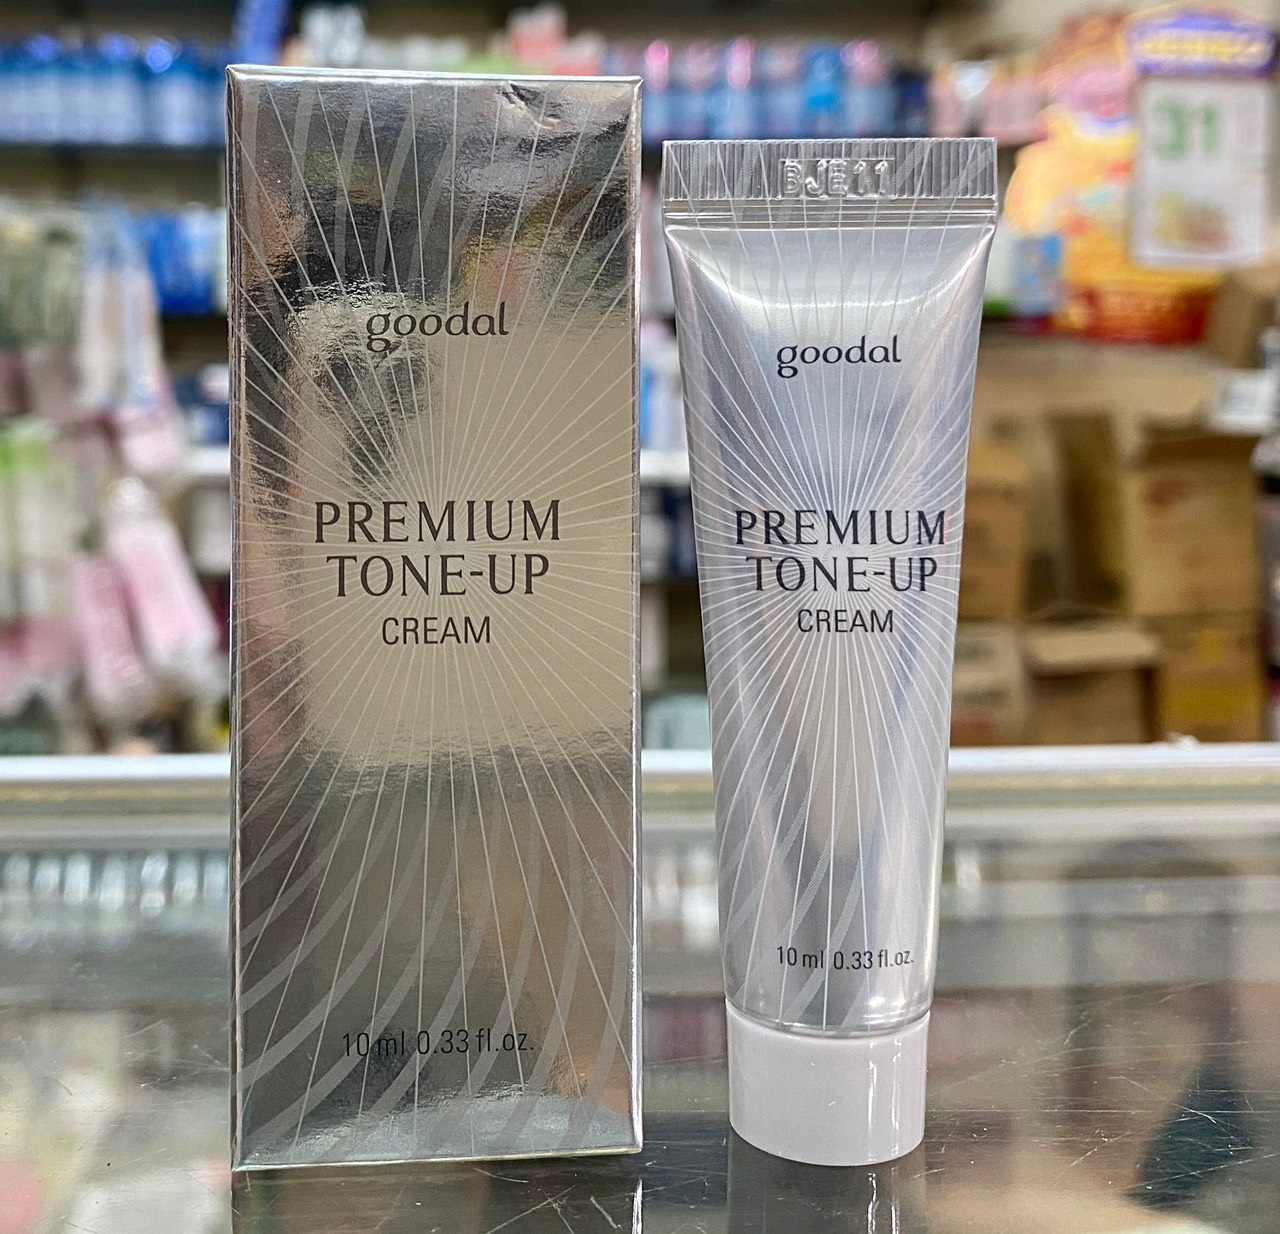 goodal
PREMIUM
TONE-UP
CREAM
10 ml 0.33 fl.oz.
BJE11
goodal
PREMIUM
TONE-UP
CREAM
10 ml 0.33 fl.oz.
31